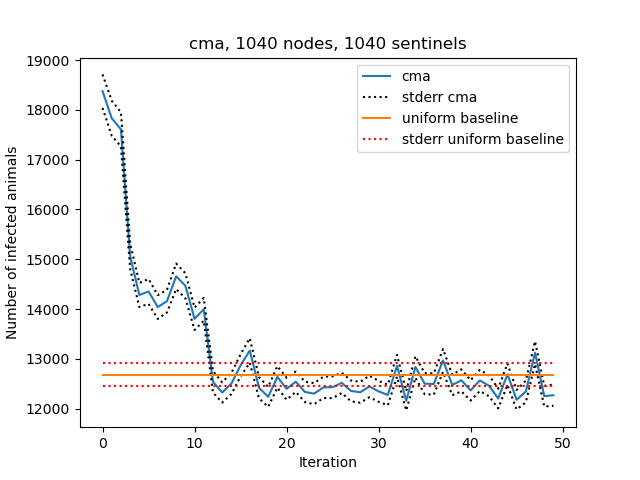 cma, 1040 nodes, 1040 sentinels
19000
18000
17000
16000
15000
14000
13000
12000
Number of infected animals
cma
stderr cma
uniform baseline
stderr uniform baseline
0 10 20 30 40 50
Iteration